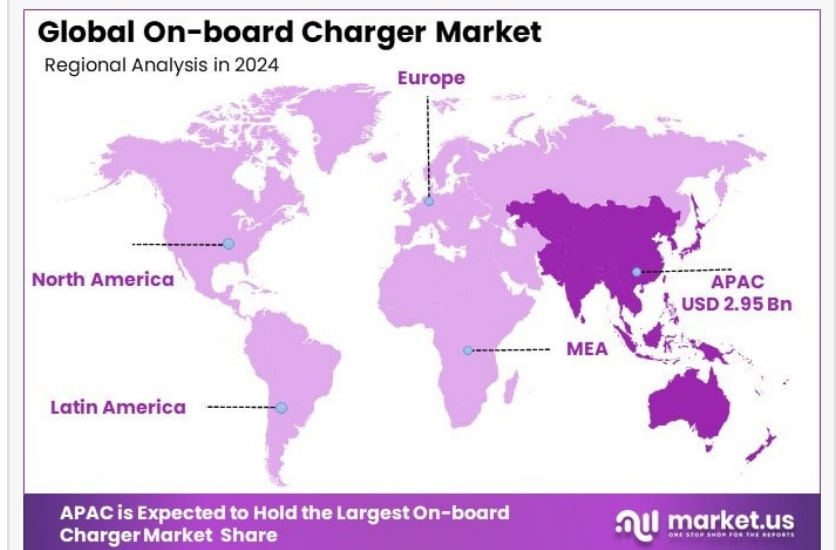 Global On-board Charger Market
Regional Analysis in 2024
Europe
North America
APAC
USD 2.95 Bn
MEA
Latin America
APAC is Expected to Hold the Largest On-board
Charger Market Share
market.us
ONE STOP SHOP FOR THE REPORTS